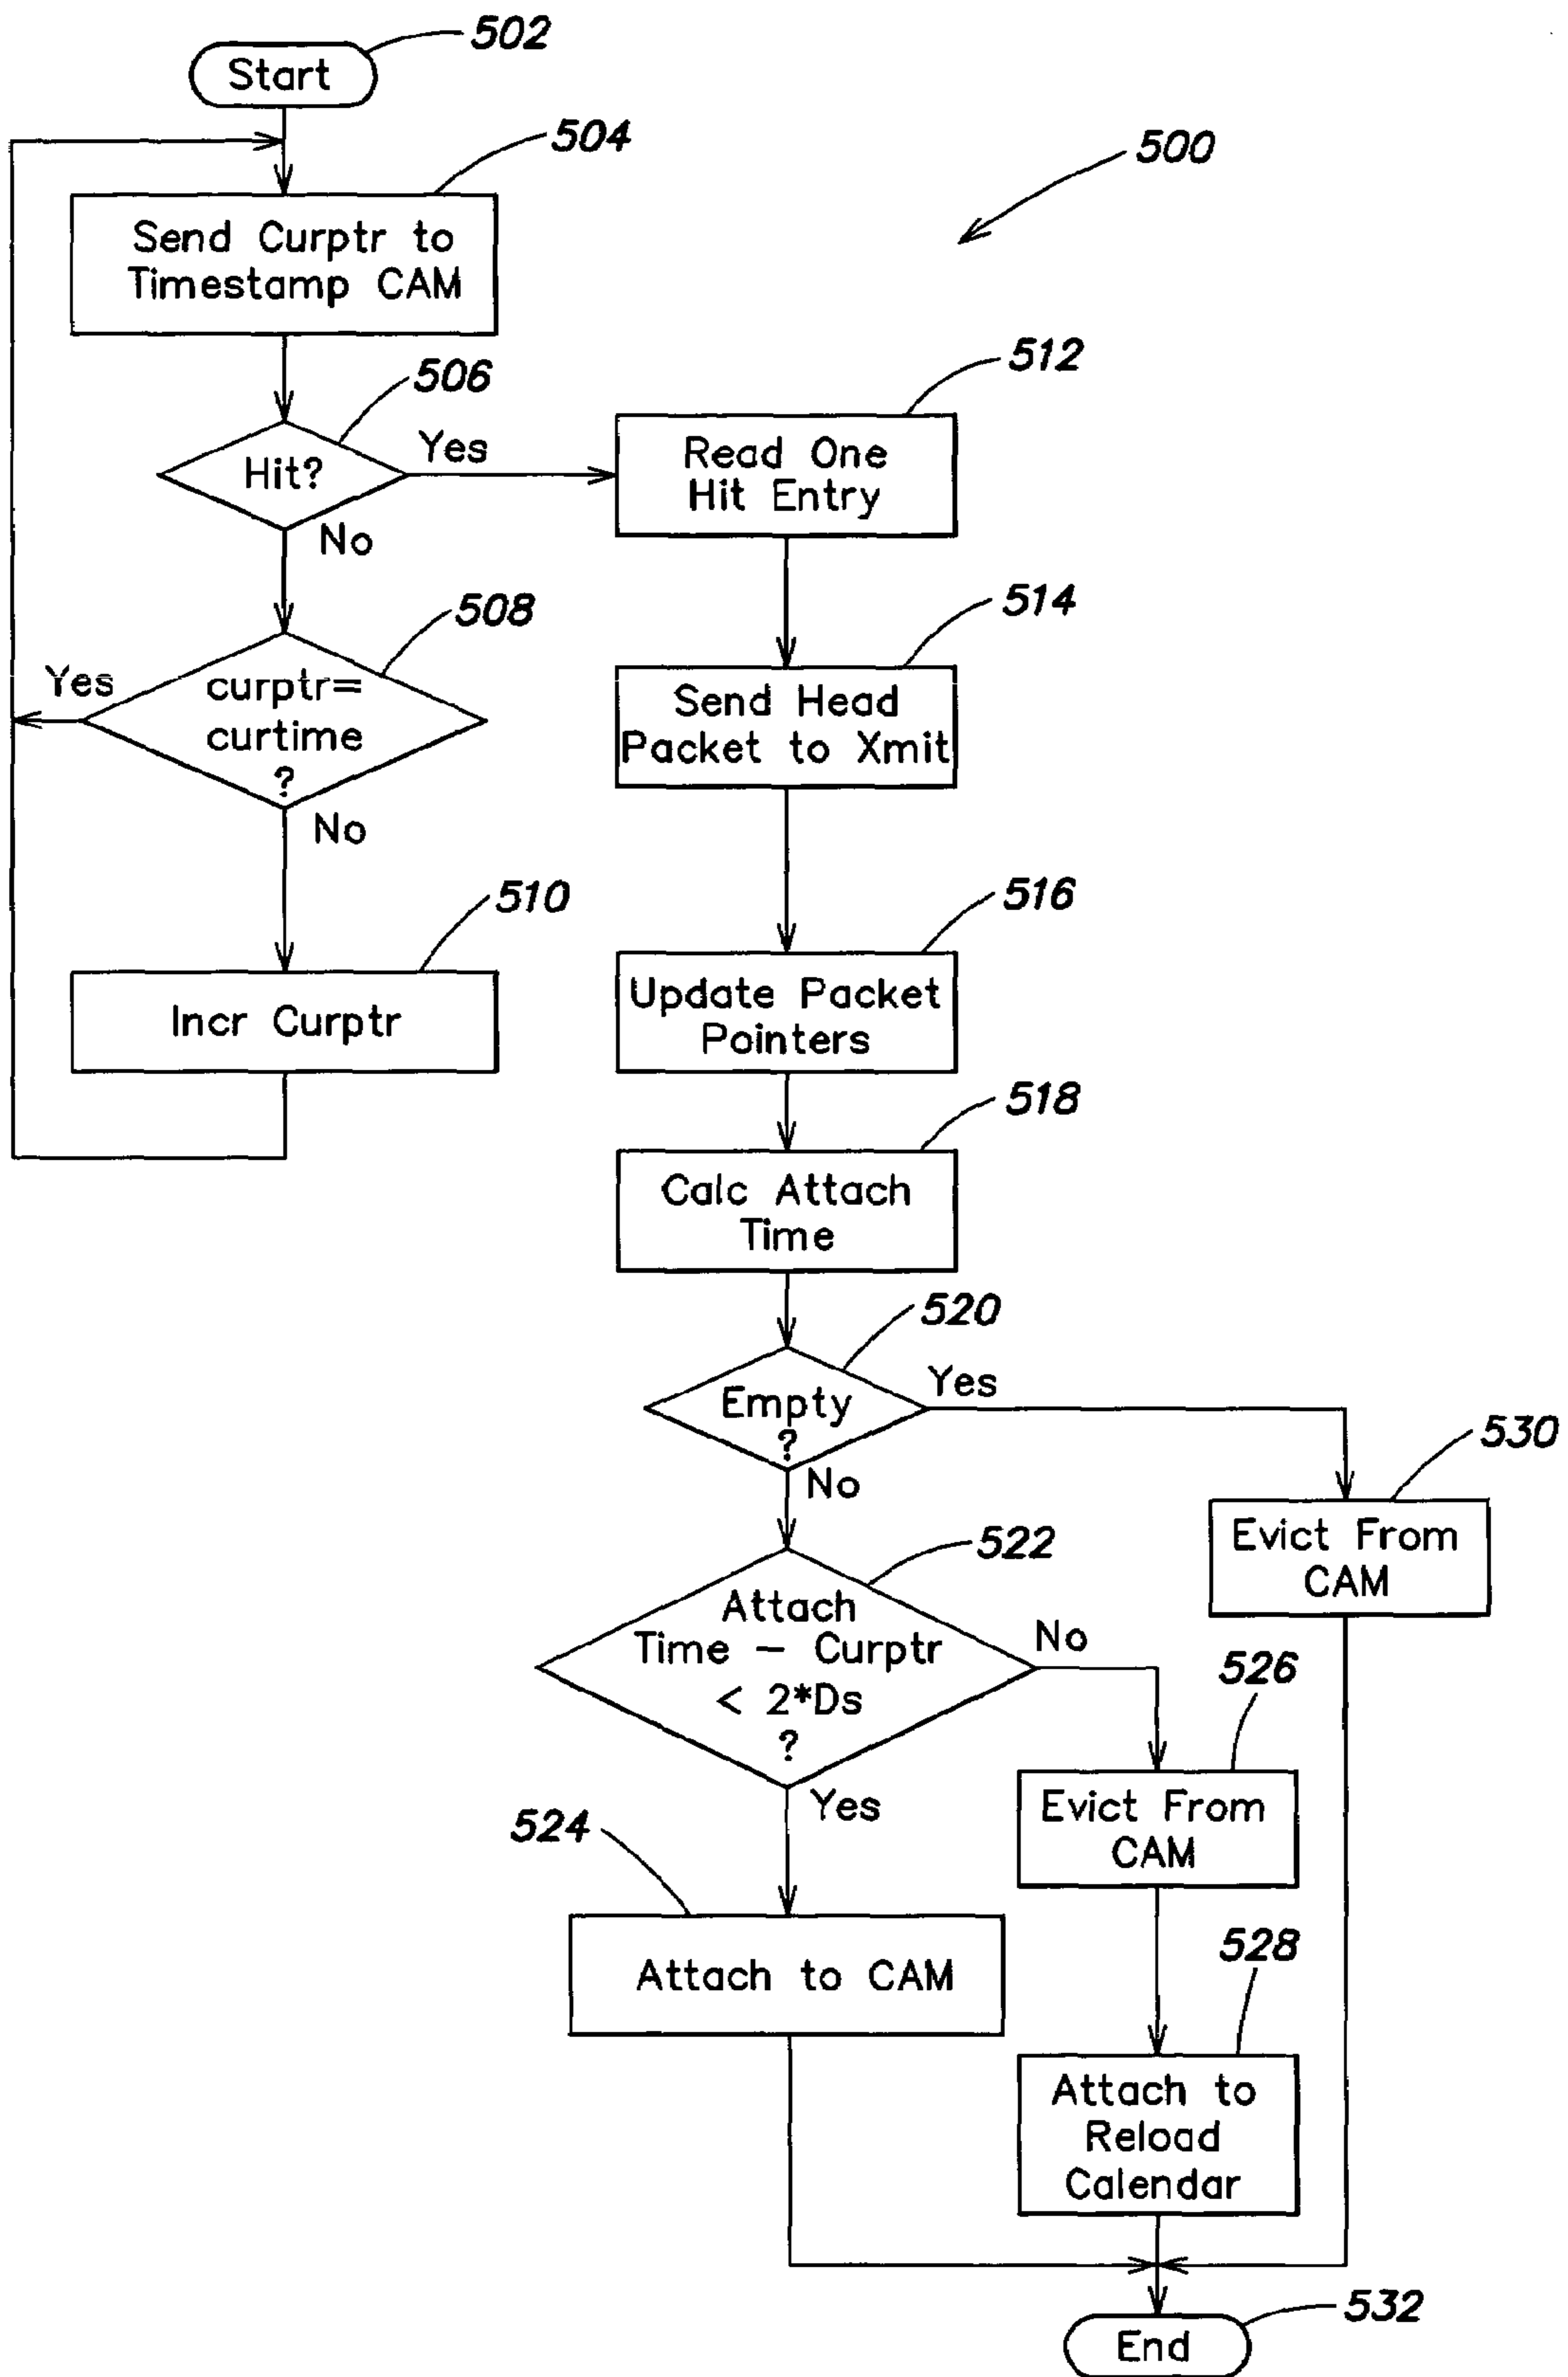 502
Start
504
500
Send Curptr to
Timestamp CAM
506
512
Hit?
Yes
Read One
Hit Entry
No
508
514
Yes
curptr=
curtime
?
Send Head
Packet to Xmit
No
510
516
Incr Curptr
Update Packet
Pointers
518
Calc Attach
Time
520
Empty
?
Yes
530
No
Evict From
CAM
522
Attach
Time – Curptr
< 2*Ds
?
No
526
Yes
Evict From
CAM
524
Attach to CAM
528
Attach to
Reload
Calendar
532
End